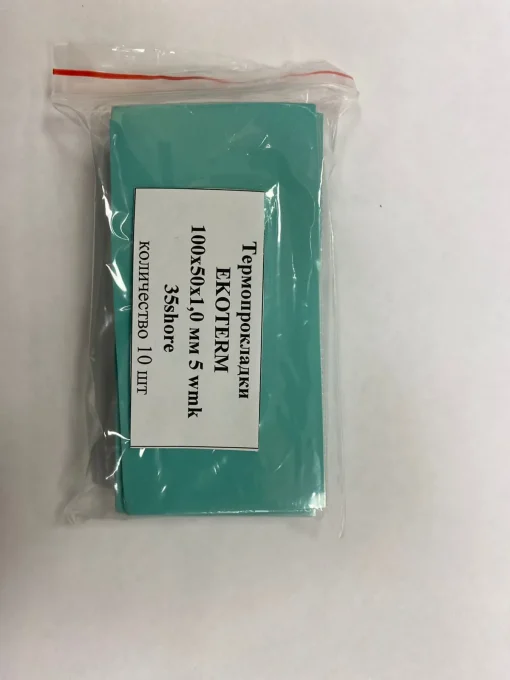 Термопрокладки
EKOTERM
100x50x1,0 мм 5 wmk
35shore
количество 10 шт